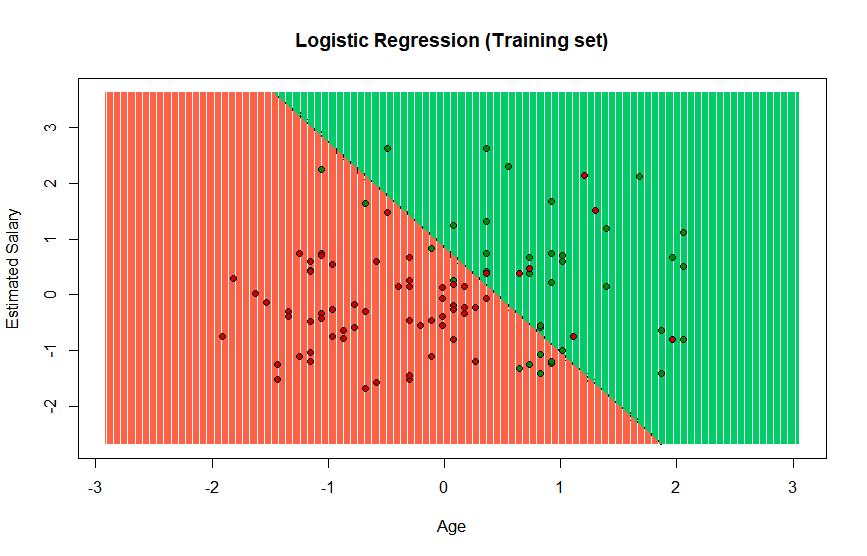 Logistic Regression (Training set)
Estimated Salary
3
2
1
0
-1
-2
-3 -2 -1 0 1 2 3
Age